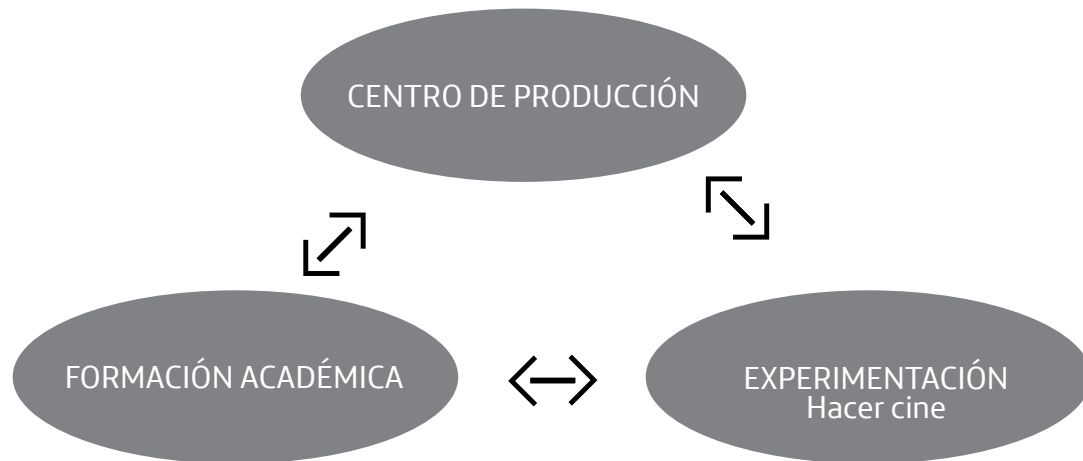 CENTRO DE PRODUCCIÓN
FORMACIÓN ACADÉMICA
EXPERIMENTACIÓN
Hacer cine